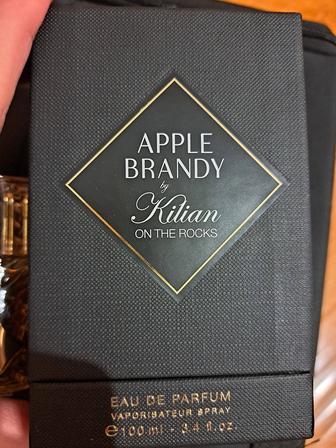 APPLE
BRANDY
by
Kilian
ON THE ROCKS
EAU DE PARFUM
VAPORISATEUR SPRAY
℮100 ml - 3.4 fl.oz.